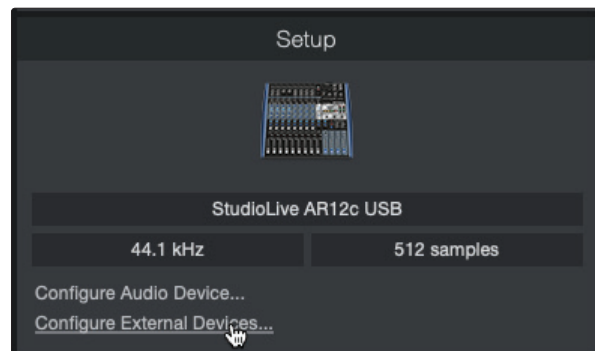 Setup
StudioLive AR12c USB
44.1 kHz 512 samples
Configure Audio Device...
Configure External Devices...